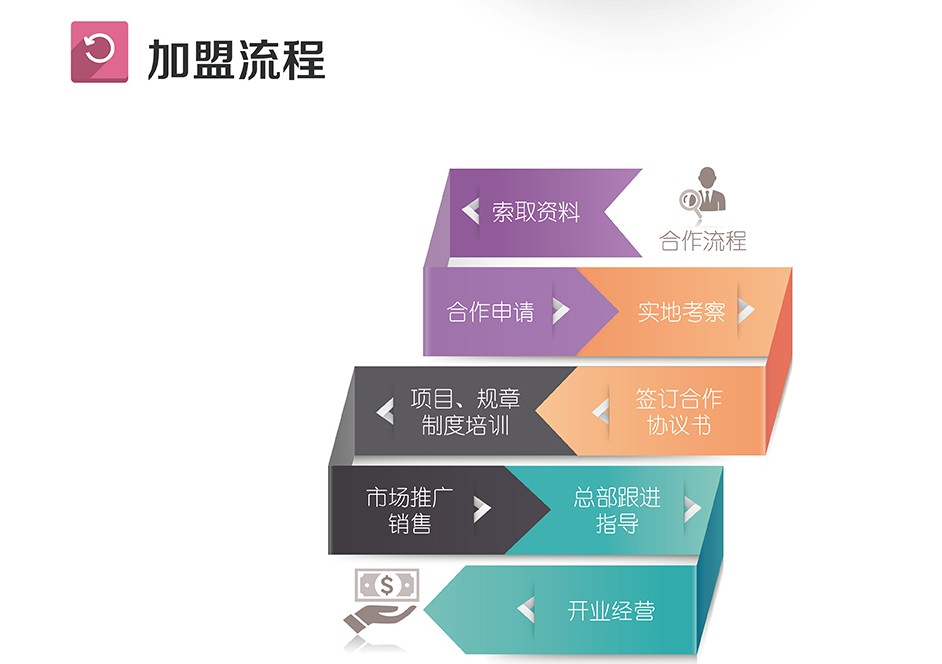 加盟流程
索取资料
合作流程
合作申请
实地考察
签订合作
协议书
项目、规章
制度培训
市场推广
销售
总部跟进
指导
$
开业经营